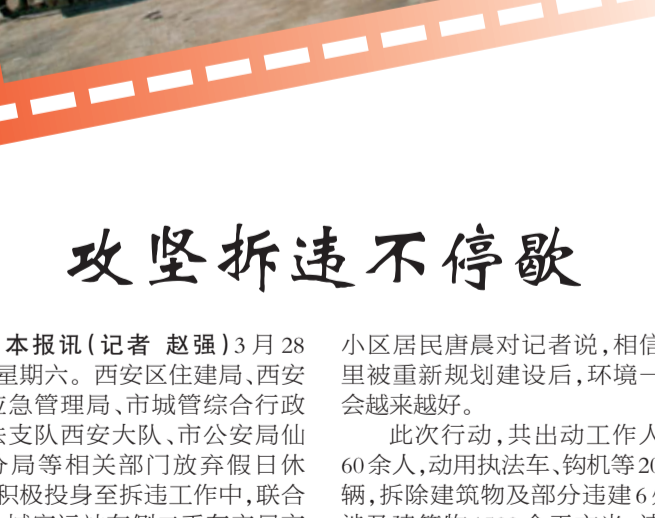 攻坚拆违不停歇
本报讯(记者 赵强)3月28
星期六。西安区住建局、西安
应急管理局、市城管综合行政
法支队西安大队、市公安局仙
分局等相关部门放弃假日休
积极投身至拆违工作中,联合
小区居民唐晨对记者说,相信
里被重新规划建设后,环境一
会越来越好。
此次行动,共出动工作人
60余人,动用执法车、钩机等20
辆,拆除建筑物及部分违建6